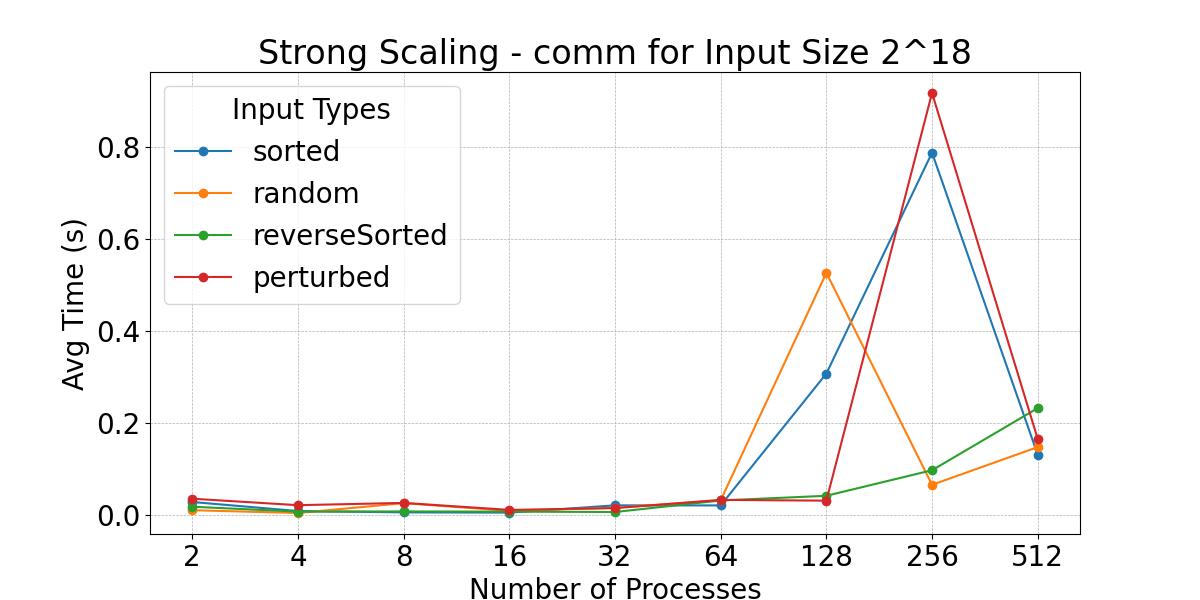 Strong Scaling - comm for Input Size 2^18
Input Types
sorted
random
reverseSorted
perturbed
Avg Time (s)
0.8
0.6
0.4
0.2
0.0
2 4 8 16 32 64 128 256 512
Number of Processes